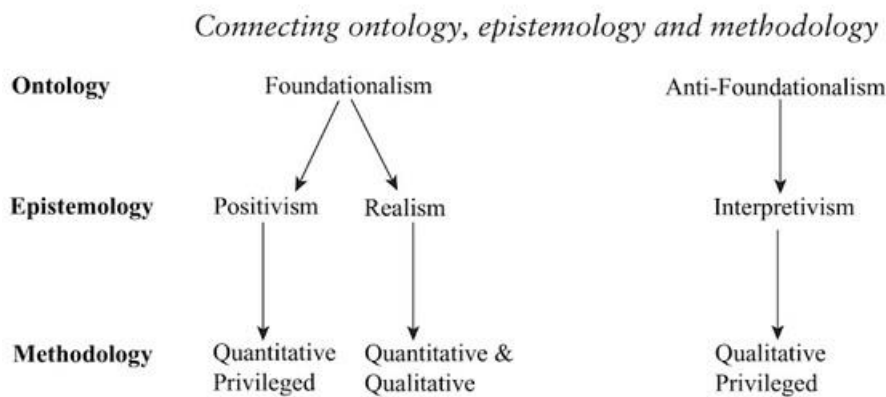 Connecting ontology, epistemology and methodology
Ontology Foundationalism Anti-Foundationalism
Epistemology Positivism Realism Interpretivism
Methodology Quantitative Quantitative & Qualitative
Privileged Qualitative Privileged